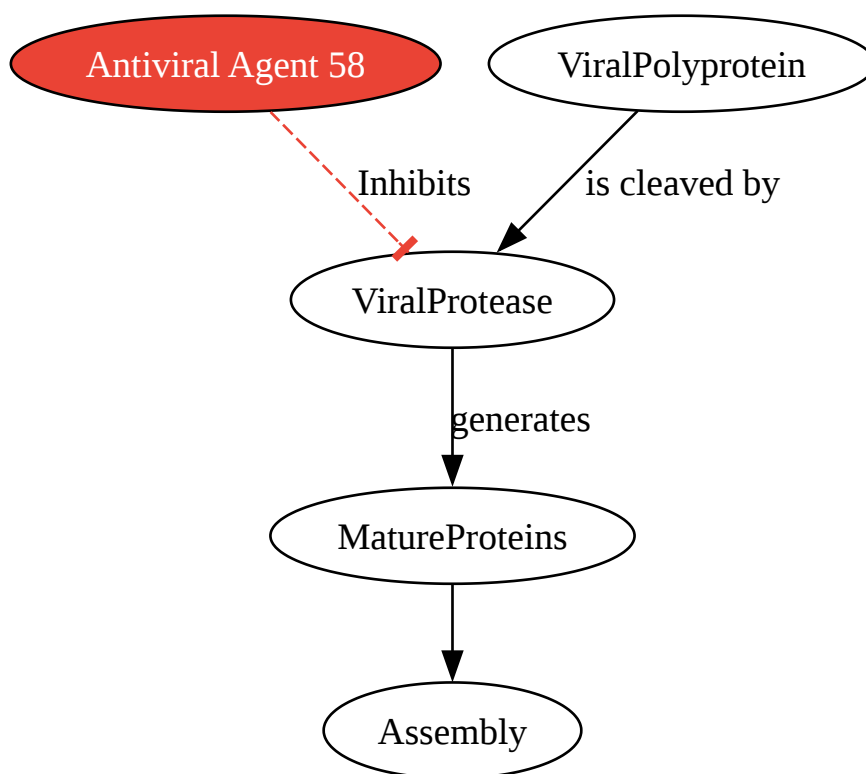 Antiviral Agent 58
ViralPolyprotein
Inhibits
is cleaved by
ViralProtease
generates
MatureProteins
Assembly